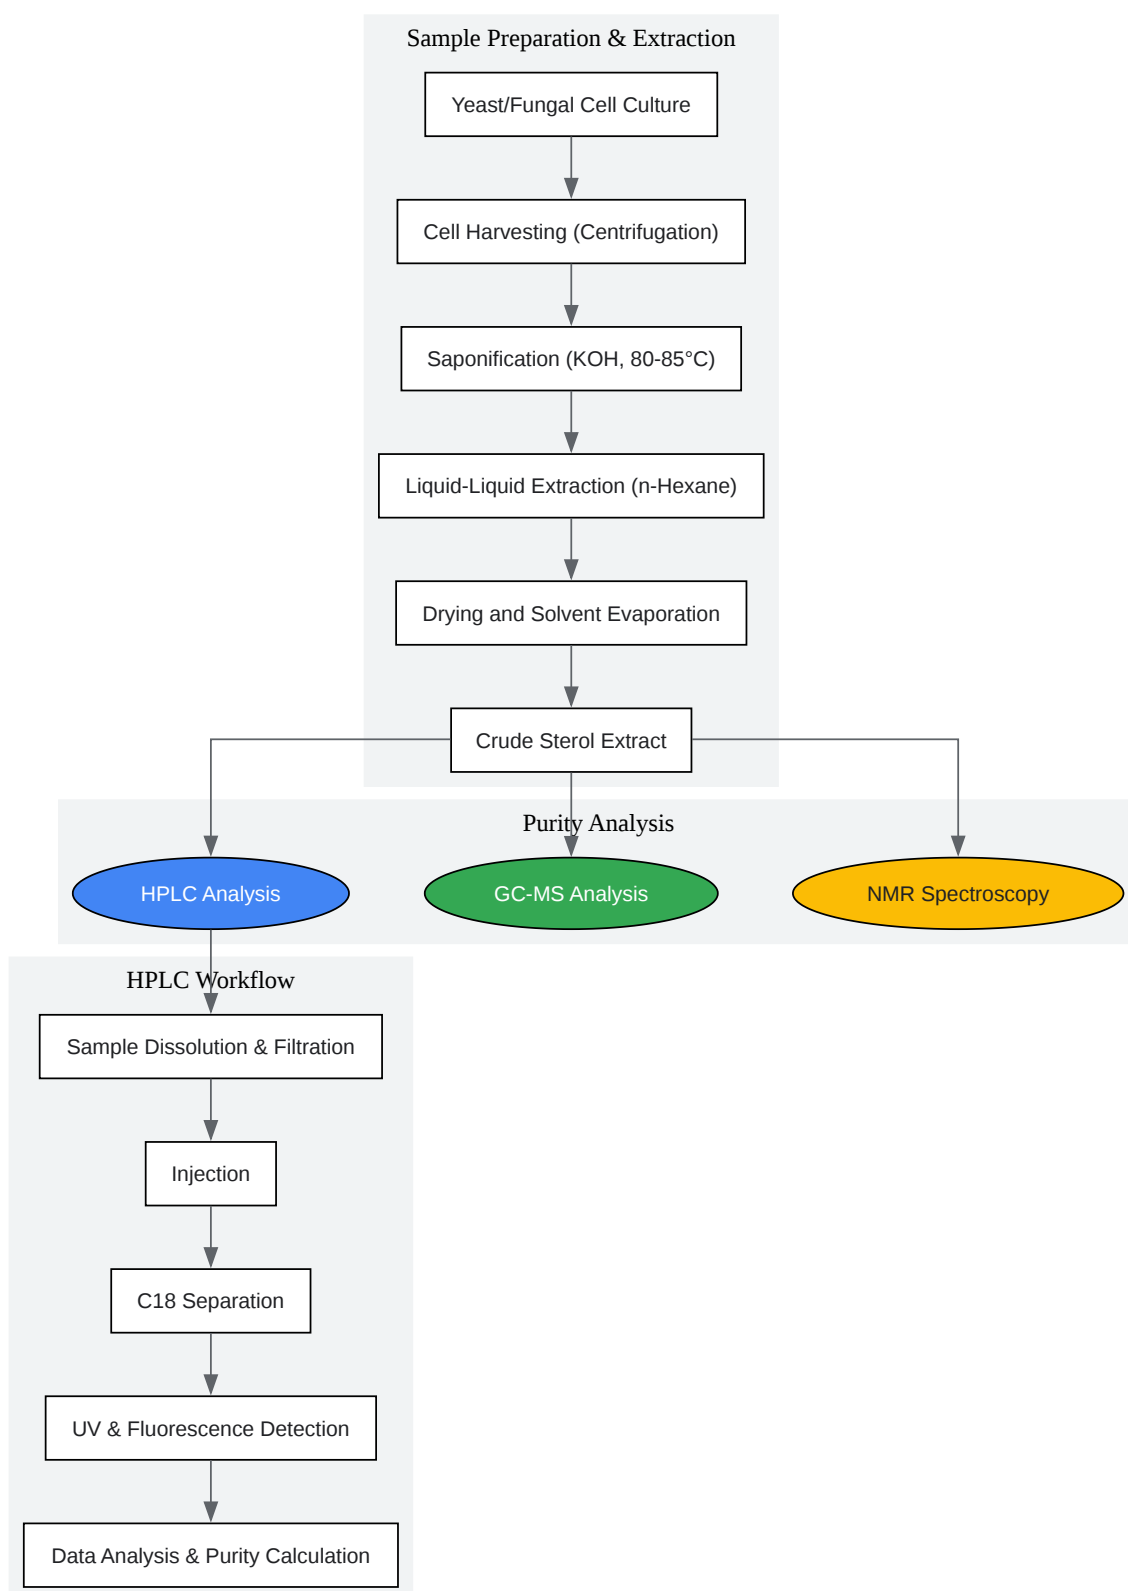 Sample Preparation & Extraction
Yeast/Fungal Cell Culture
Cell Harvesting (Centrifugation)
Saponification (KOH, 80-85°C)
Liquid-Liquid Extraction (n-Hexane)
Drying and Solvent Evaporation
Crude Sterol Extract
Purity Analysis
HPLC Analysis
GC-MS Analysis
NMR Spectroscopy
HPLC Workflow
Sample Dissolution & Filtration
Injection
C18 Separation
UV & Fluorescence Detection
Data Analysis & Purity Calculation